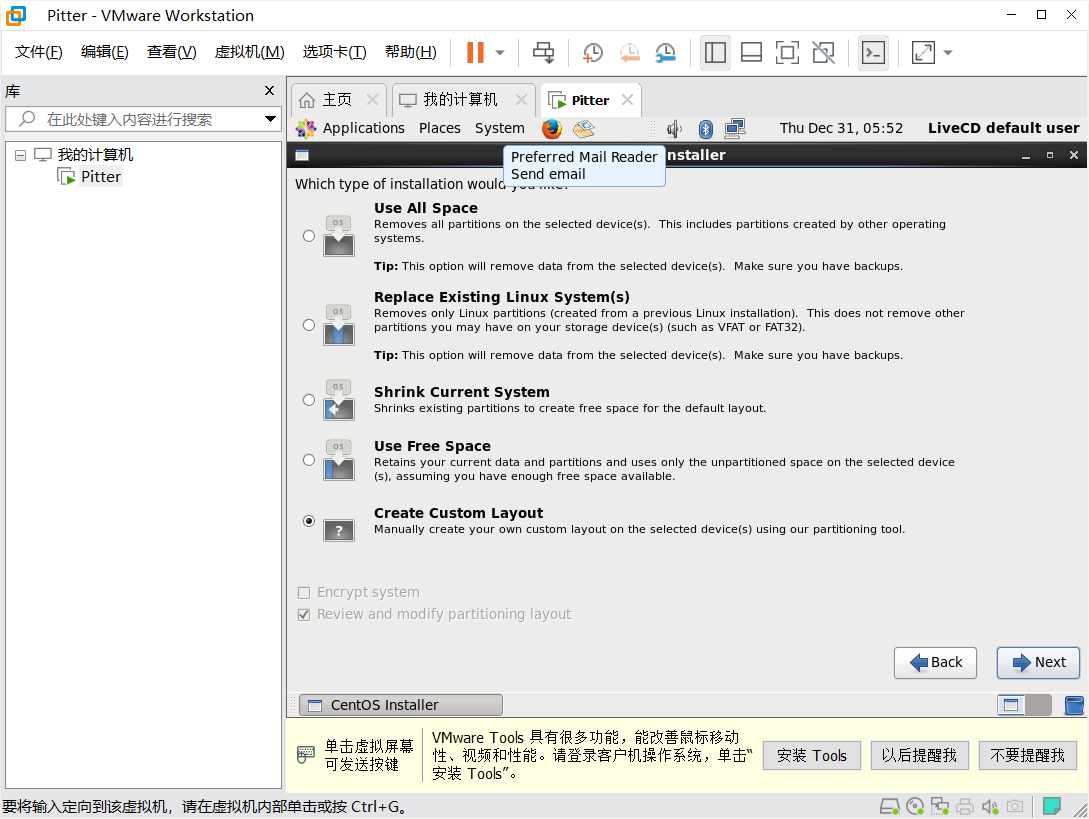 Pitter - VMware Workstation
文件(F) 编辑(E) 查看(V) 虚拟机(M) 选项卡(T) 帮助(H)
库
在此处键入内容进行搜索
我的计算机
Pitter
主页 我的计算机 Pitter
Applications Places System Thu Dec 31, 05:52 LiveCD default user
nstaller
Preferred Mail Reader
Send email
Which type of installation would you like?
Use All Space
Removes all partitions on the selected device(s). This includes partitions created by other operating
systems.
Tip: This option will remove data from the selected device(s). Make sure you have backups.
Replace Existing Linux System(s)
Removes only Linux partitions (created from a previous Linux installation). This does not remove other
partitions you may have on your storage device(s) (such as VFAT or FAT32).
Tip: This option will remove data from the selected device(s). Make sure you have backups.
Shrink Current System
Shrinks existing partitions to create free space for the default layout.
Use Free Space
Retains your current data and partitions and uses only the unpartitioned space on the selected device
(s), assuming you have enough free space available.
Create Custom Layout
Manually create your own custom layout on the selected device(s) using our partitioning tool.
OS
OS
OS
OS
?
Encrypt system
Review and modify partitioning layout
Back Next
CentOS Installer
单击虚拟屏幕
可发送按键
VMware Tools 具有很多功能，能改善鼠标移动
性、视频和性能。请登录客户机操作系统，单击“
安装 Tools”。
安装 Tools 以后提醒我 不要提醒我
要将输入定向到该虚拟机，请在虚拟机内部单击或按 Ctrl+G。